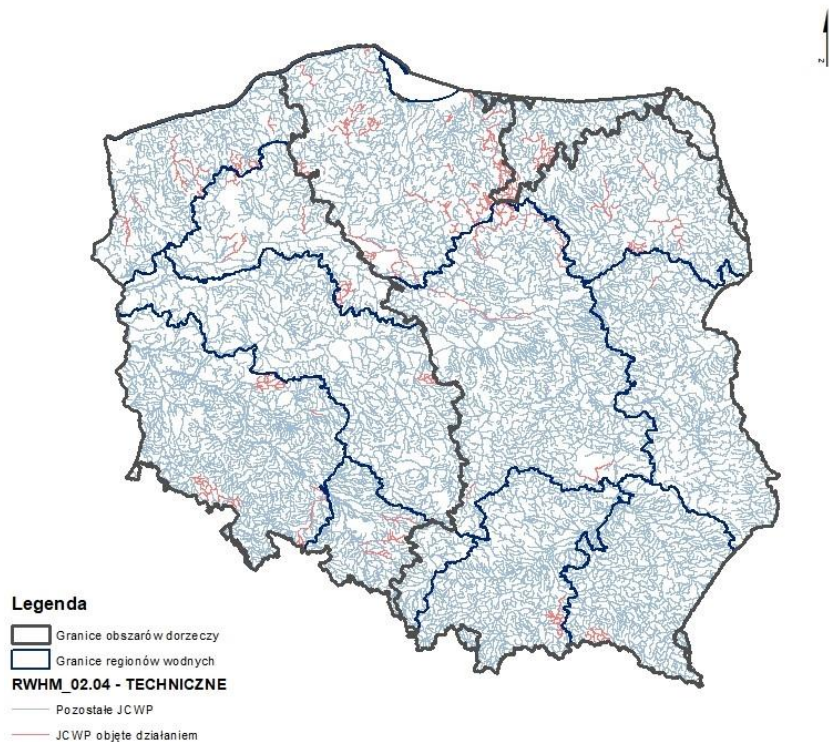 z
Legenda
Granice obszarów dorzeczy
Granice regionów wodnych
RWHM_02.04 - TECHNICZNE
Pozostałe JCWP
JCWP objęte działaniem